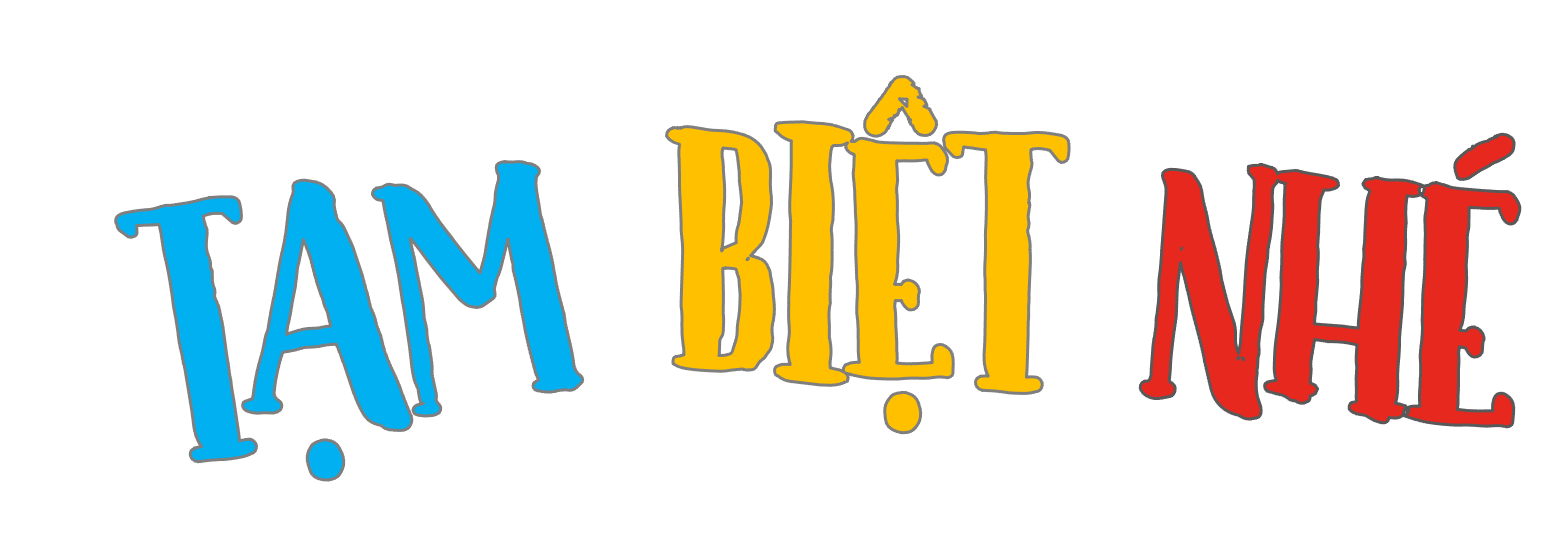 TẠM BIỆT NHÉ